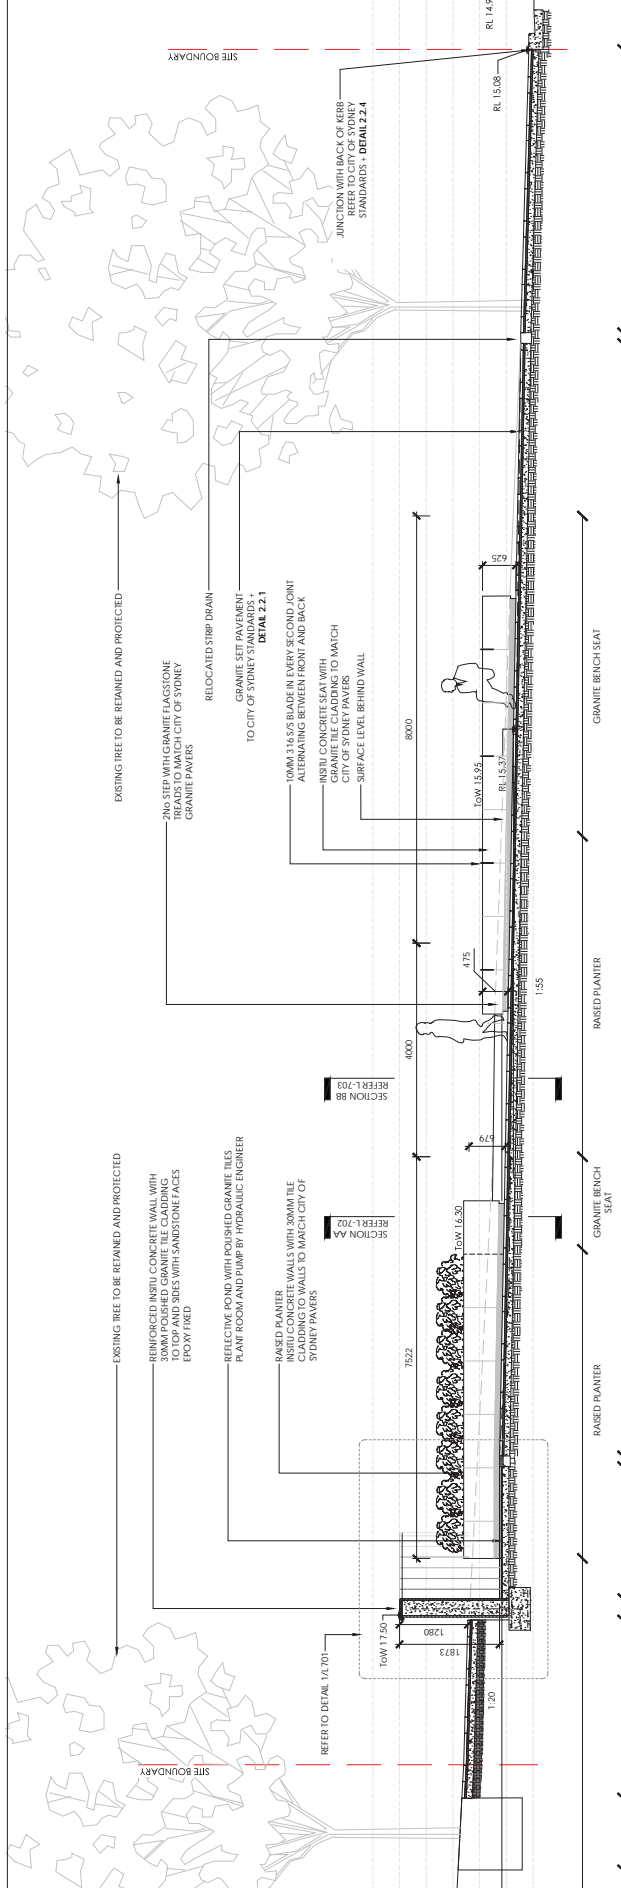 EXISTING TREE TO BE RETAINED AND PROTECTED
REINFORCED INSITU CONCRETE WALL WITH
30MM POLISHED GRANITE TILE CLADDING
TO TOP AND SIDES WITH SANDSTONE FACES
EPOXY FIXED
REFLECTIVE POND WITH POLISHED GRANITE TILES
PLANT ROOM AND PUMP BY HYDRAULIC ENGINEER
RAISED PLANTER
INSITU CONCRETE WALLS WITH 30MM TILE
CLADDING TO WALLS TO MATCH CITY OF
SYDNEY PAVERS
REFER TO DETAIL 1/L701
SITE BOUNDARY
ToW 17.50
1280
1873
1:20
7522
ToW 16.30
SECTION AA
REFER L-702
679
SECTION BB
REFER L-703
4000
EXISTING TREE TO BE RETAINED AND PROTECTED
2No STEP WITH GRANITE FLAGSTONE
TREADS TO MATCH CITY OF SYDNEY
GRANITE PAVERS
RELOCATED STRIP DRAIN
GRANITE SETT PAVEMENT
TO CITY OF SYDNEY STANDARDS +
DETAIL 2.2.1
10MM 316 S/S BLADE IN EVERY SECOND JOINT
ALTERNATING BETWEEN FRONT AND BACK
INSITU CONCRETE SEAT WITH
GRANITE TILE CLADDING TO MATCH
CITY OF SYDNEY PAVERS
SURFACE LEVEL BEHIND WALL
475
1:55
8000
ToW 15.95
RL 15.37
625
JUNCTION WITH BACK OF KERB
REFER TO CITY OF SYDNEY
STANDARDS + DETAIL 2.2.4
SITE BOUNDARY
RL 15.08
RL 14.9
RAISED PLANTER
GRANITE BENCH
SEAT
RAISED PLANTER
GRANITE BENCH SEAT